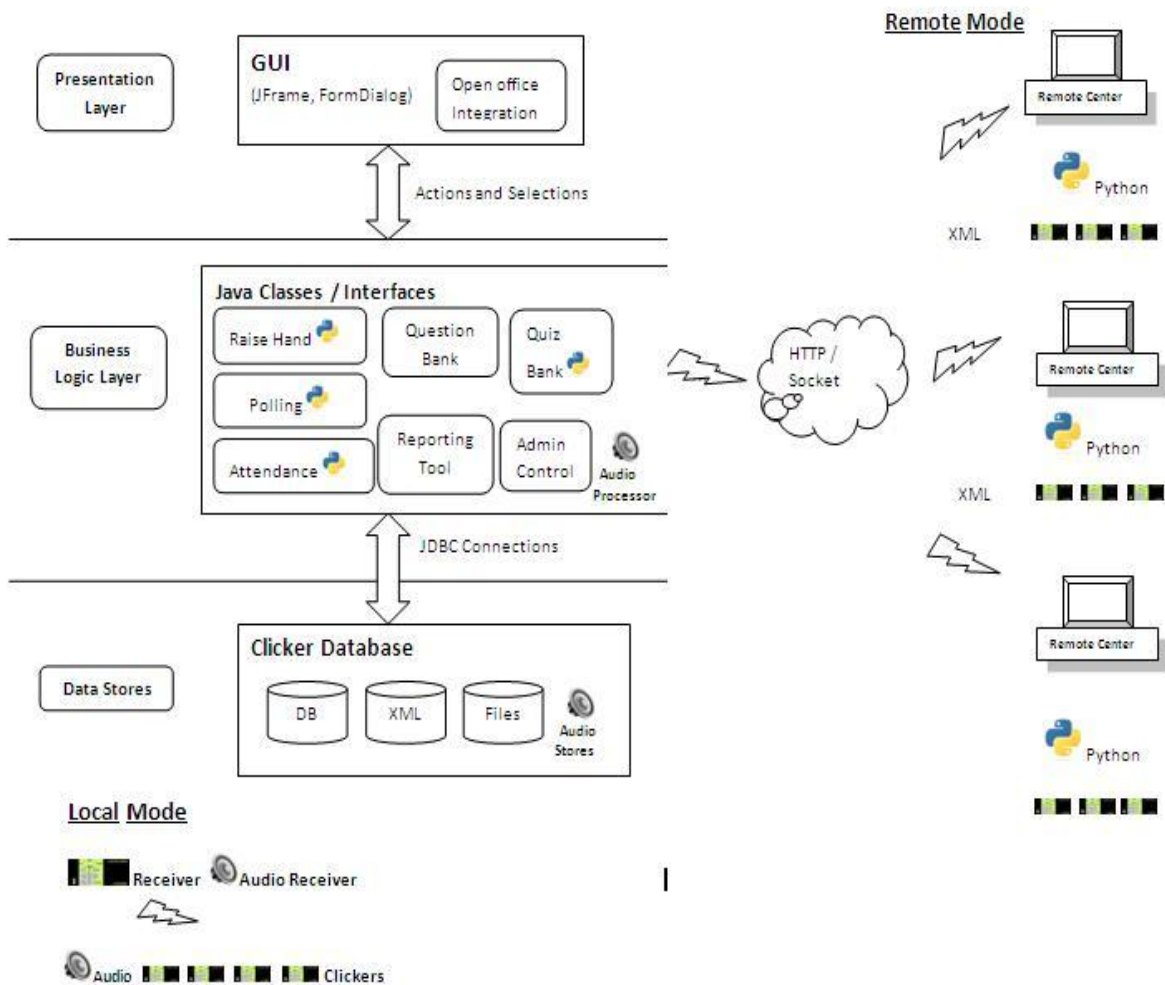 Remote Mode
Presentation
Layer
GUI
(JFrame, FormDialog)
Open office
Integration
Remote Center
Python
XML
Actions and Selections
Java Classes / Interfaces
Raise Hand
Question
Bank
Quiz
Bank
Business
Logic Layer
Polling
Attendance
Reporting
Tool
Admin
Control
Audio
Processor
HTTP /
Socket
Remote Center
Python
XML
JDBC Connections
Clicker Database
Data Stores
DB
XML
Files
Audio
Stores
Remote Center
Python
Local Mode
Receiver
Audio Receiver
Audio
Clickers